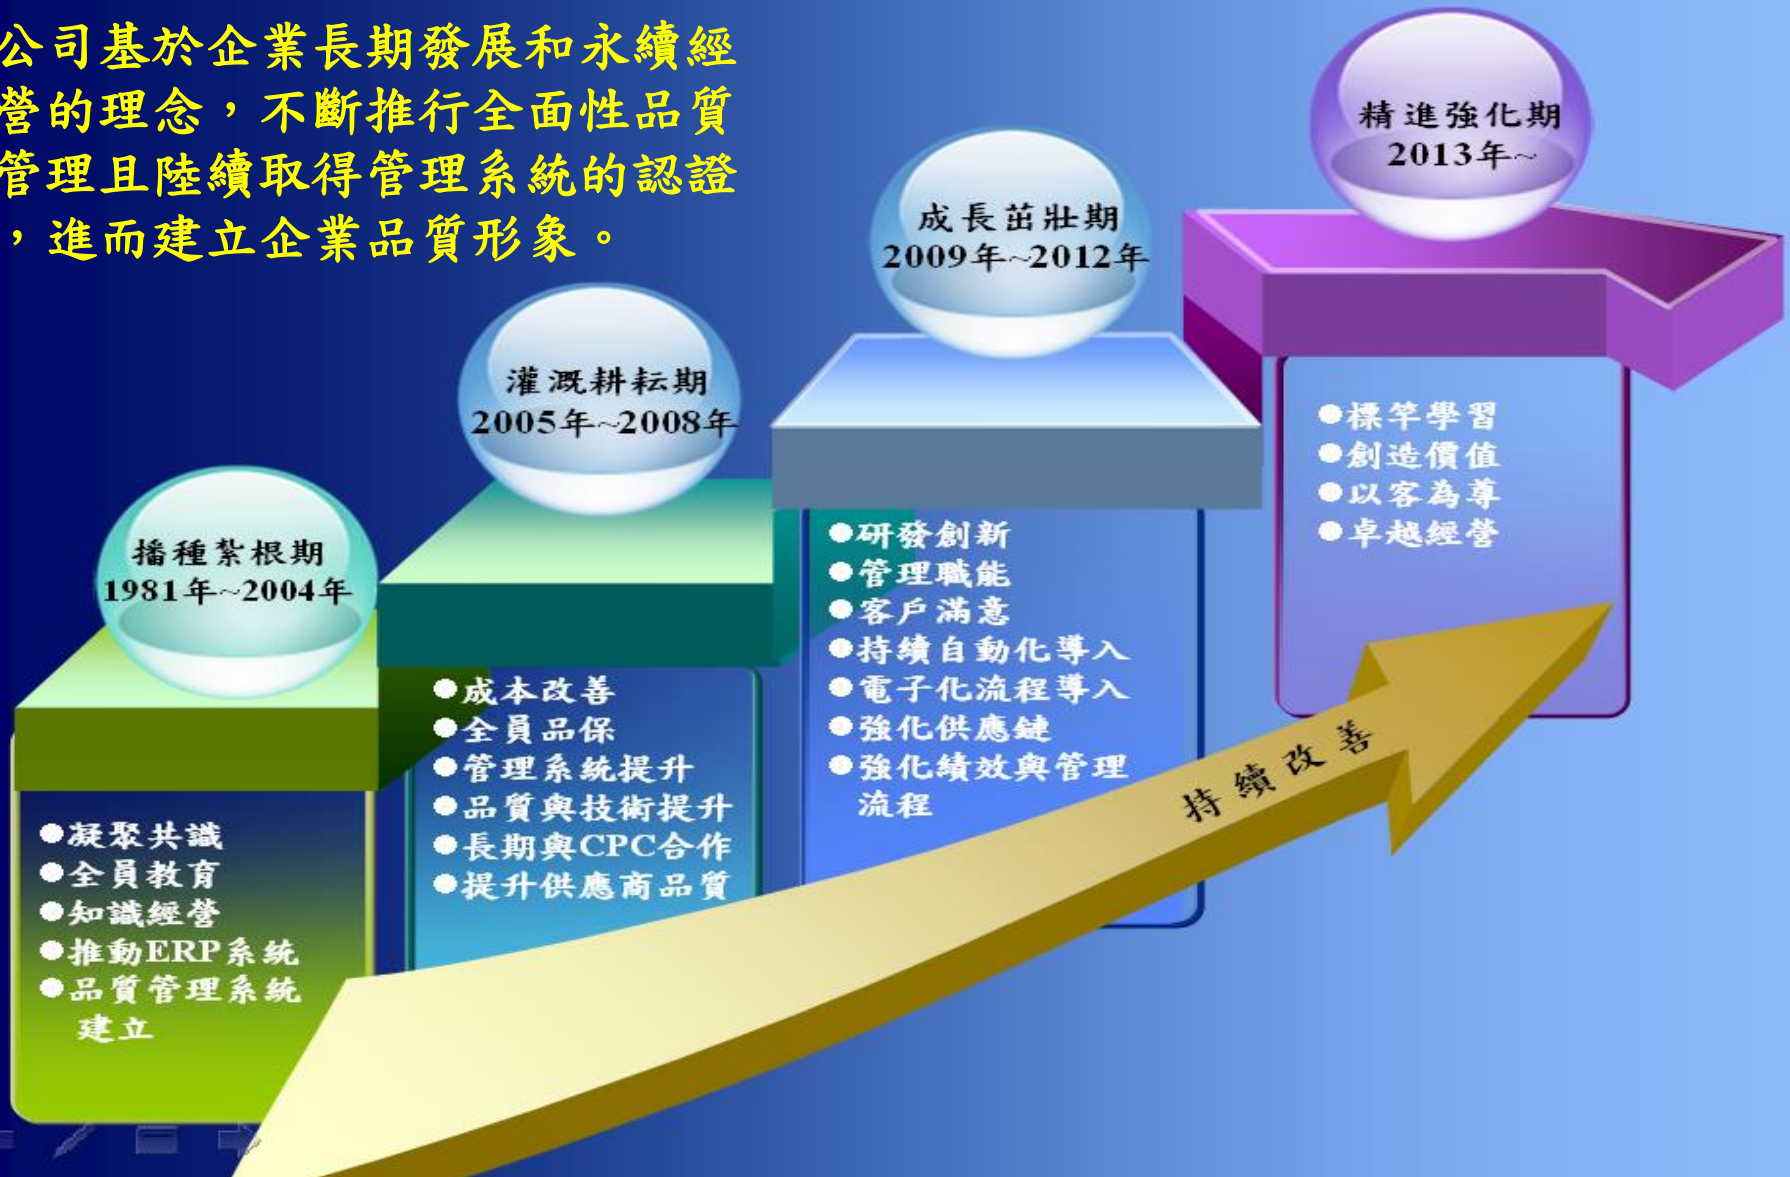 公司基於企業長期發展和永續經
營的理念，不斷推行全面性品質
管理且陸續取得管理系統的認證
，進而建立企業品質形象。
播種紮根期
1981年~2004年
●凝聚共識
●全員教育
●知識經營
●推動ERP系統
●品質管理系統
建立
灌溉耕耘期
2005年~2008年
●成本改善
●全員品保
●管理系統提升
●品質與技術提升
●長期與CPC合作
●提升供應商品質
成長茁壯期
2009年~2012年
●研發創新
●管理職能
●客戶滿意
●持續自動化導入
●電子化流程導入
●強化供應鏈
●強化績效與管理
流程
精進強化期
2013年~
●標竿學習
●創造價值
●以客為尊
●卓越經營
持續改善